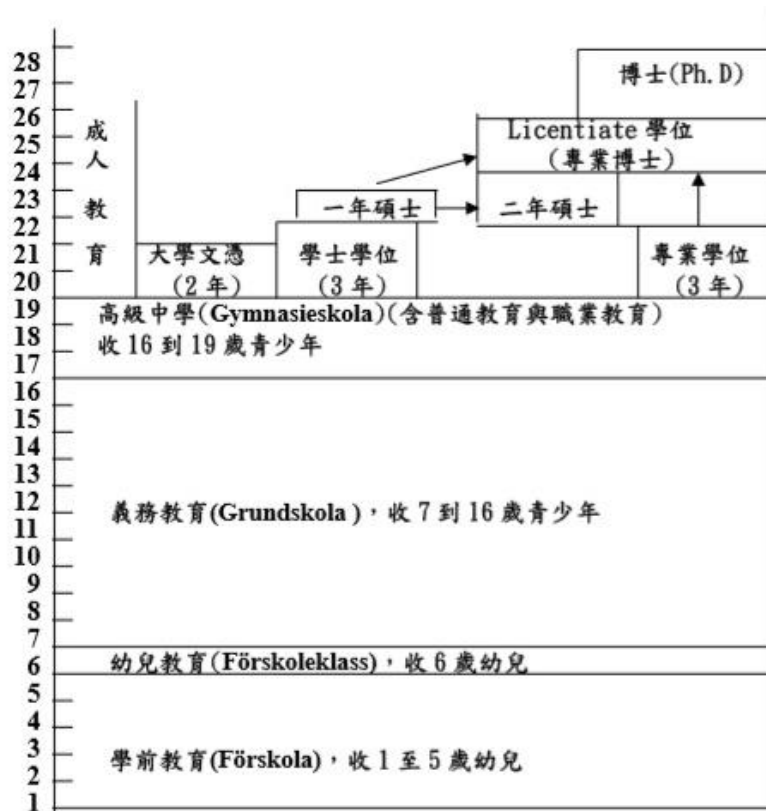 28
27
26
25
24
23
22
21
20
19
18
17
16
15
14
13
12
11
10
9
8
7
6
5
4
3
2
1
成人教育
博士(Ph. D)
Licentiate 學位
(專業博士)
一年碩士
二年碩士
大學文憑
(2 年)
學士學位
(3 年)
專業學位
(3 年)
高級中學(Gymnasieskola)(含普通教育與職業教育)
收 16 到 19 歲青少年
義務教育(Grundskola)，收 7 到 16 歲青少年
幼兒教育(Förskoleklass)，收 6 歲幼兒
學前教育(Förskola)，收 1 至 5 歲幼兒